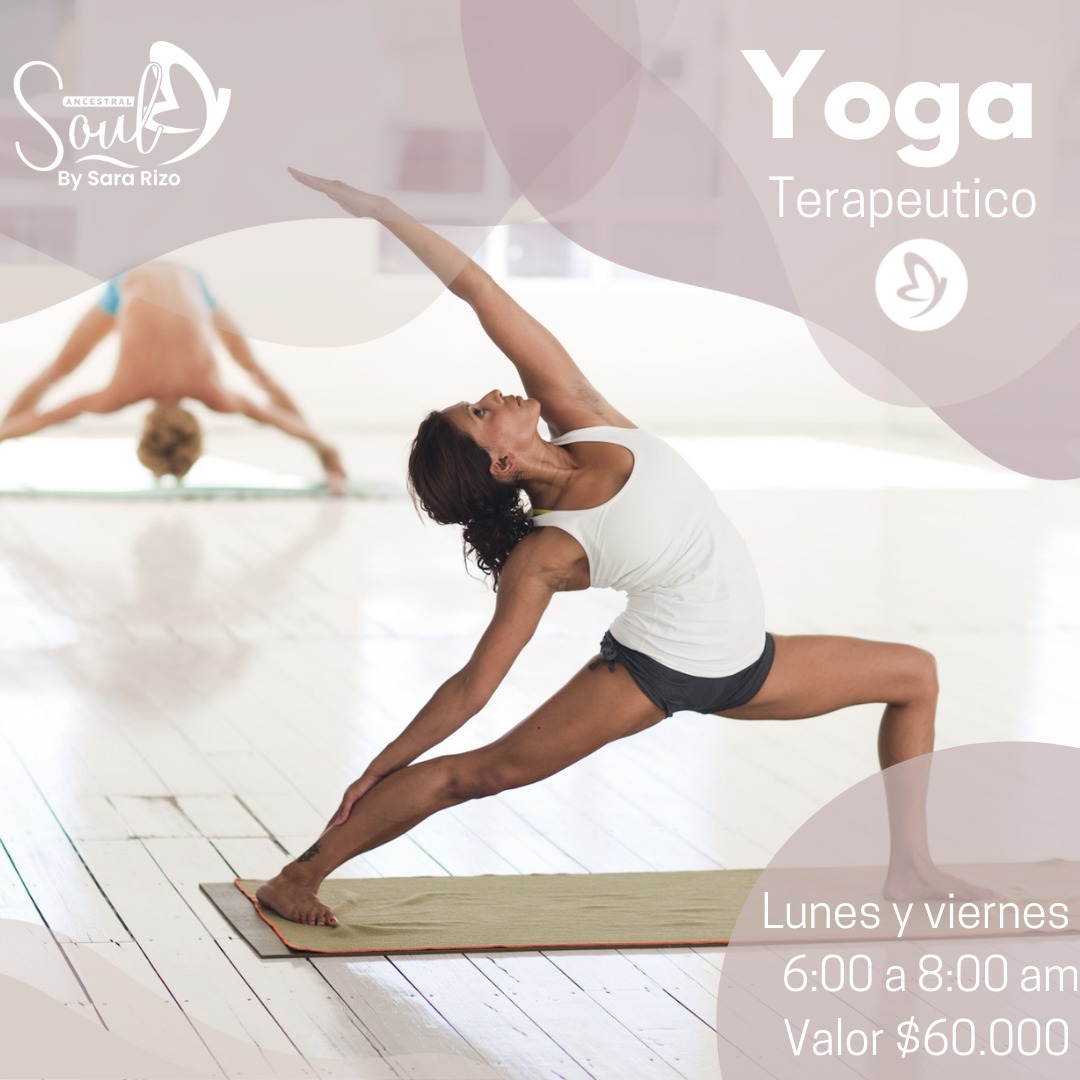 ANCESTRAL
Soul
By Sara Rizo
Yoga
Terapeutico
Lunes y viernes
6:00 a 8:00 am
Valor $60.000